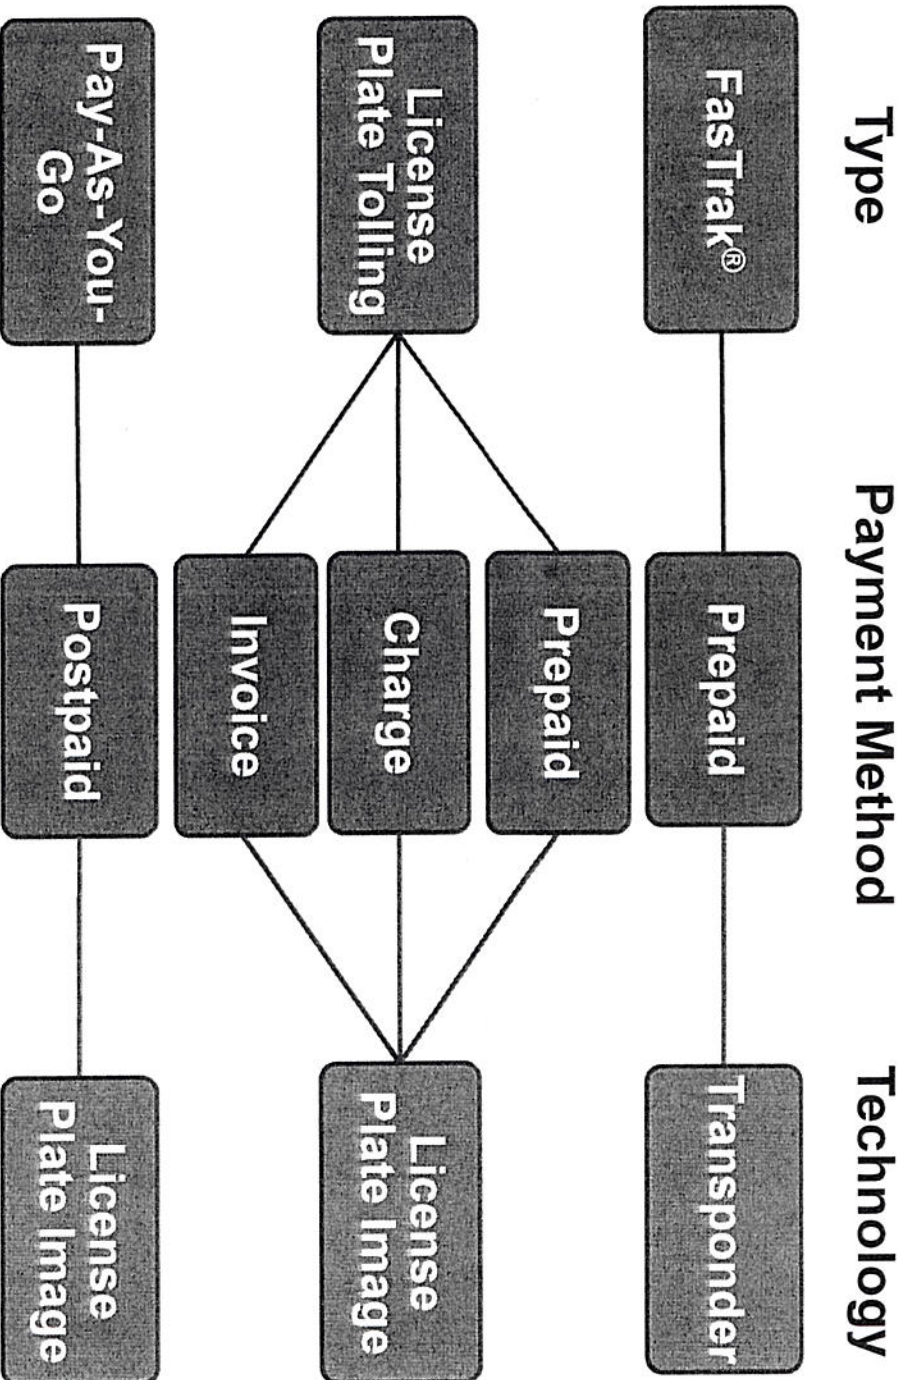 Type
Payment Method
Technology
FasTrak®
Prepaid
Transponder
License
Plate Tolling
Prepaid
Charge
Invoice
License
Plate Image
Pay-As-You-
Go
Postpaid
License
Plate Image